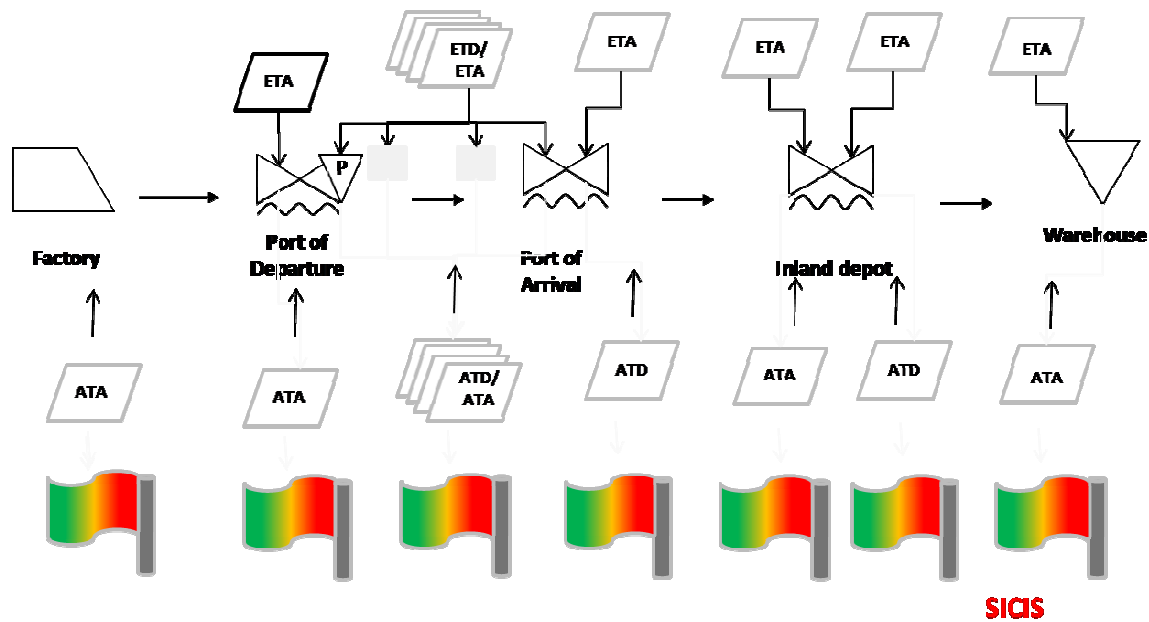 ETD/
ETA
ETA
ETA
ETA
ETA
ETA
P
Factory
Port of
Departure
Port of
Arrival
Inland depot
Warehouse
ATA
ATA
ATD/
ATA
ATD
ATA
ATD
ATA
SICIS